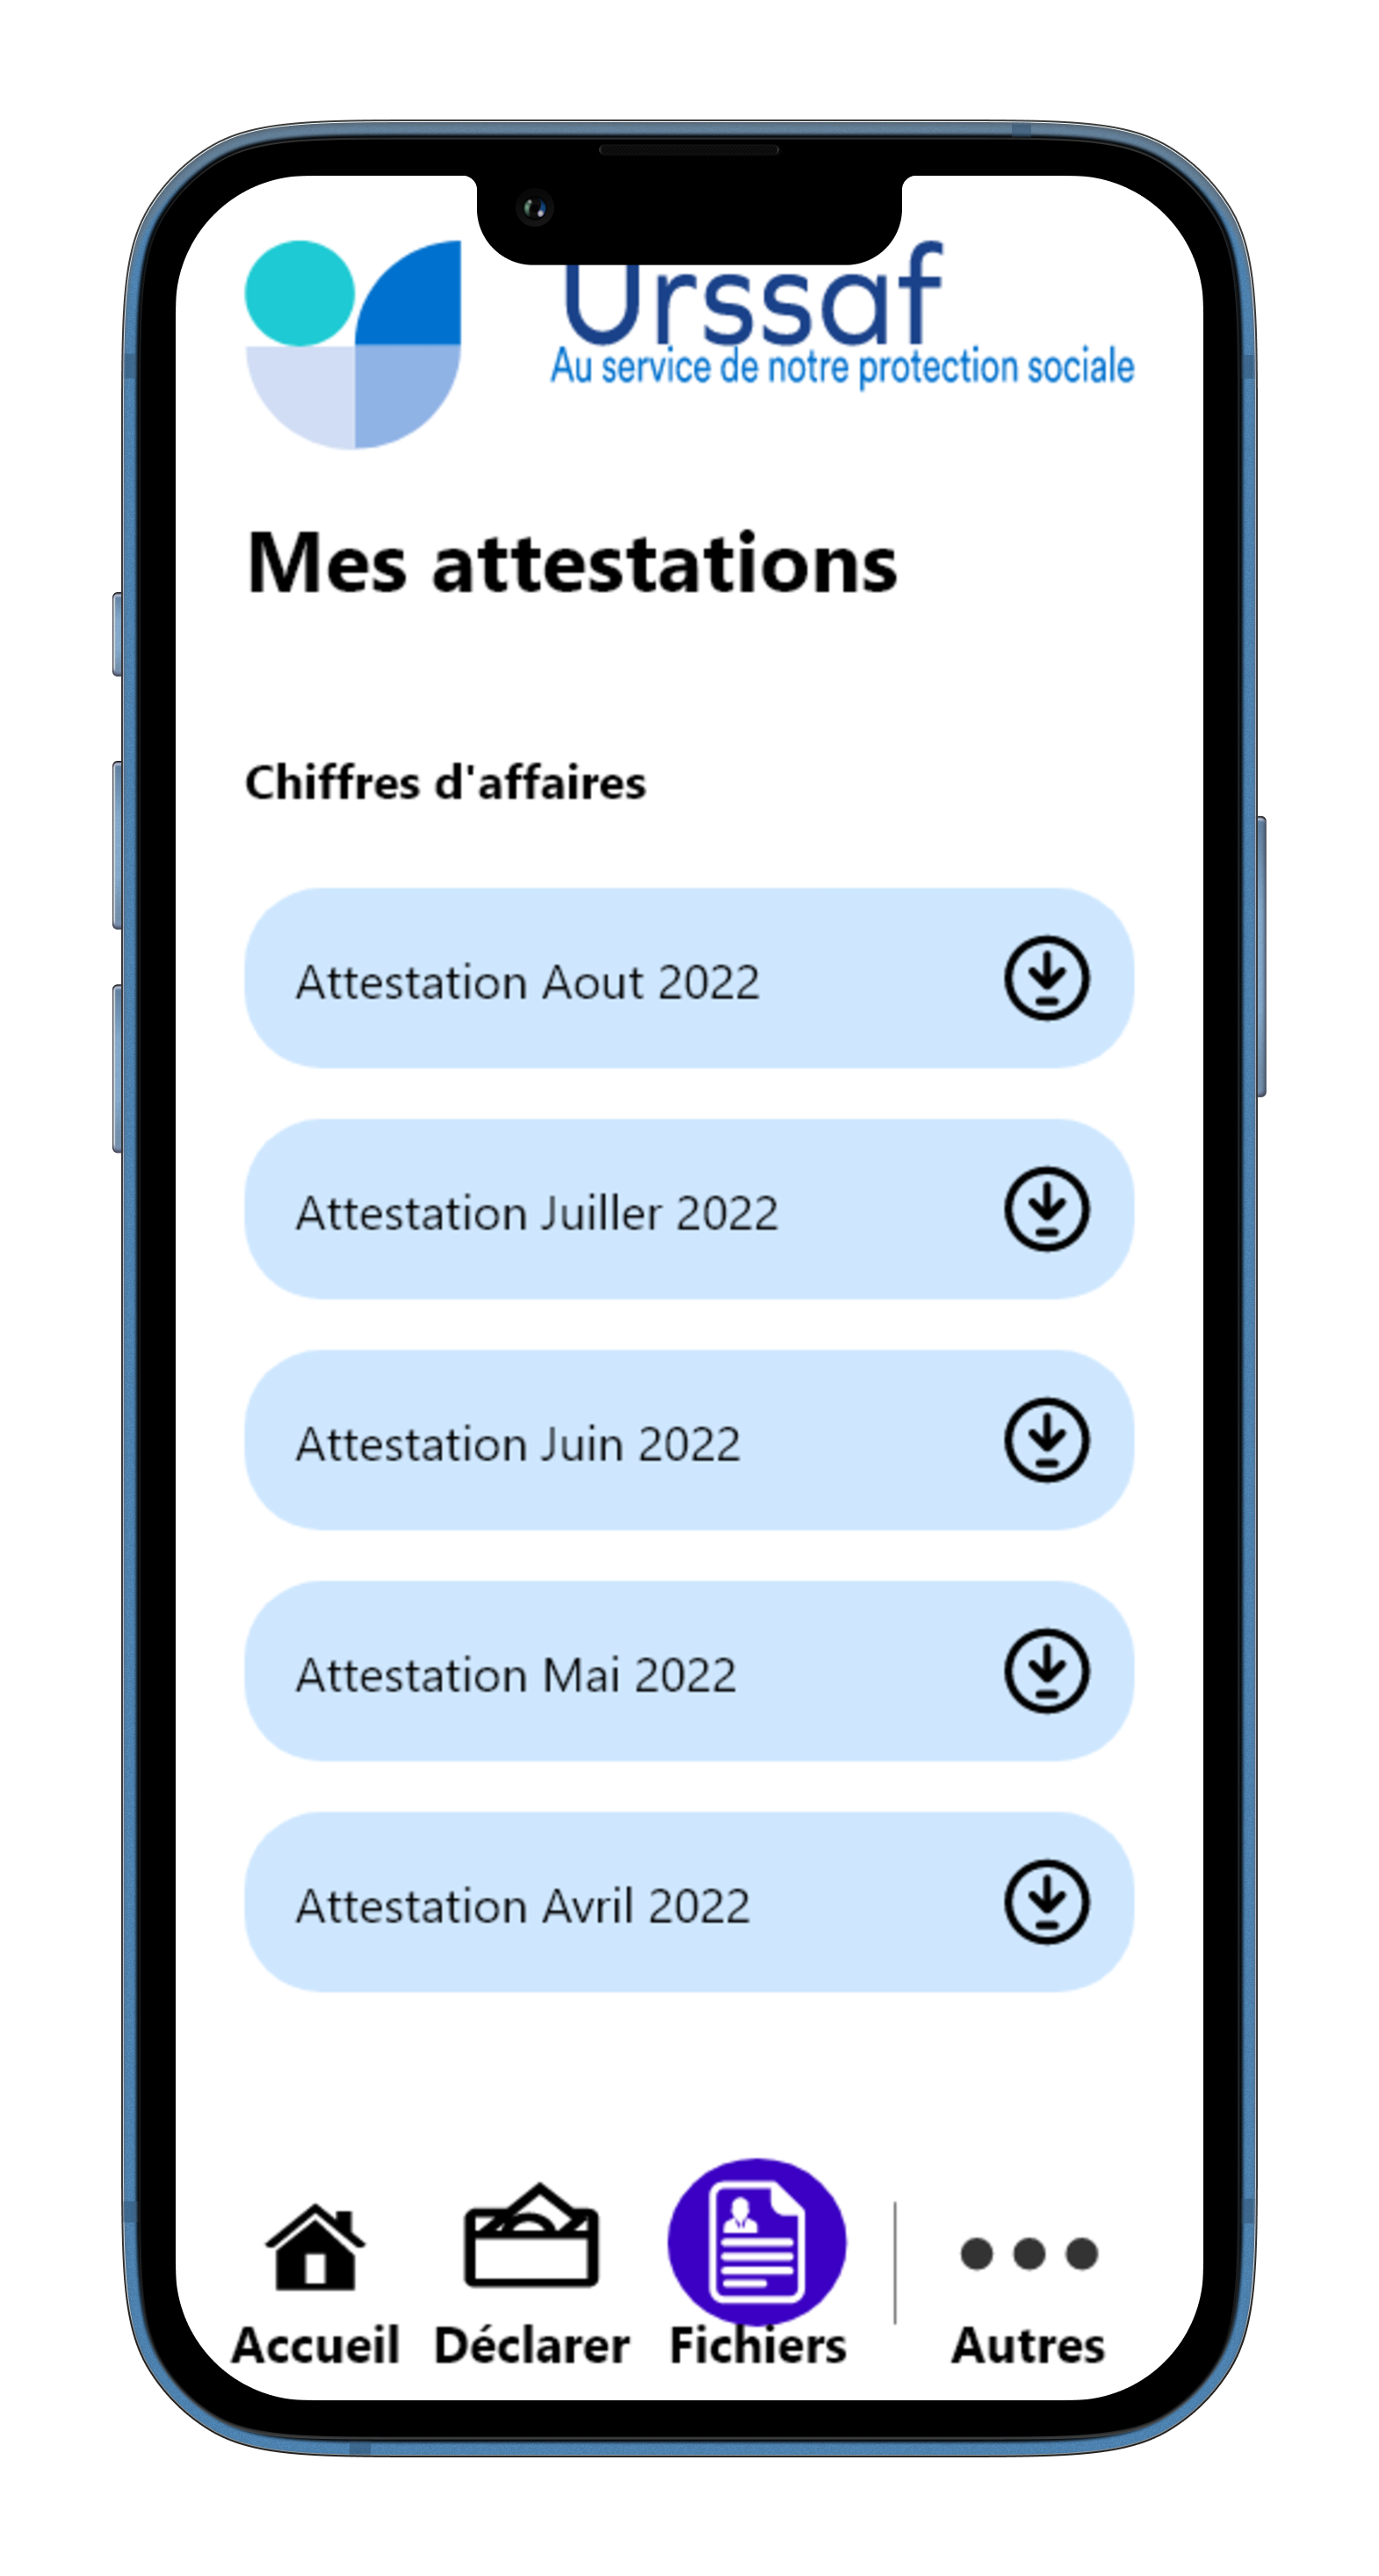 Urssaf
Au service de notre protection sociale
Mes attestations
Chiffres d'affaires
Attestation Aout 2022
Attestation Juiller 2022
Attestation Juin 2022
Attestation Mai 2022
Attestation Avril 2022
Accueil Déclarer Fichiers Autres